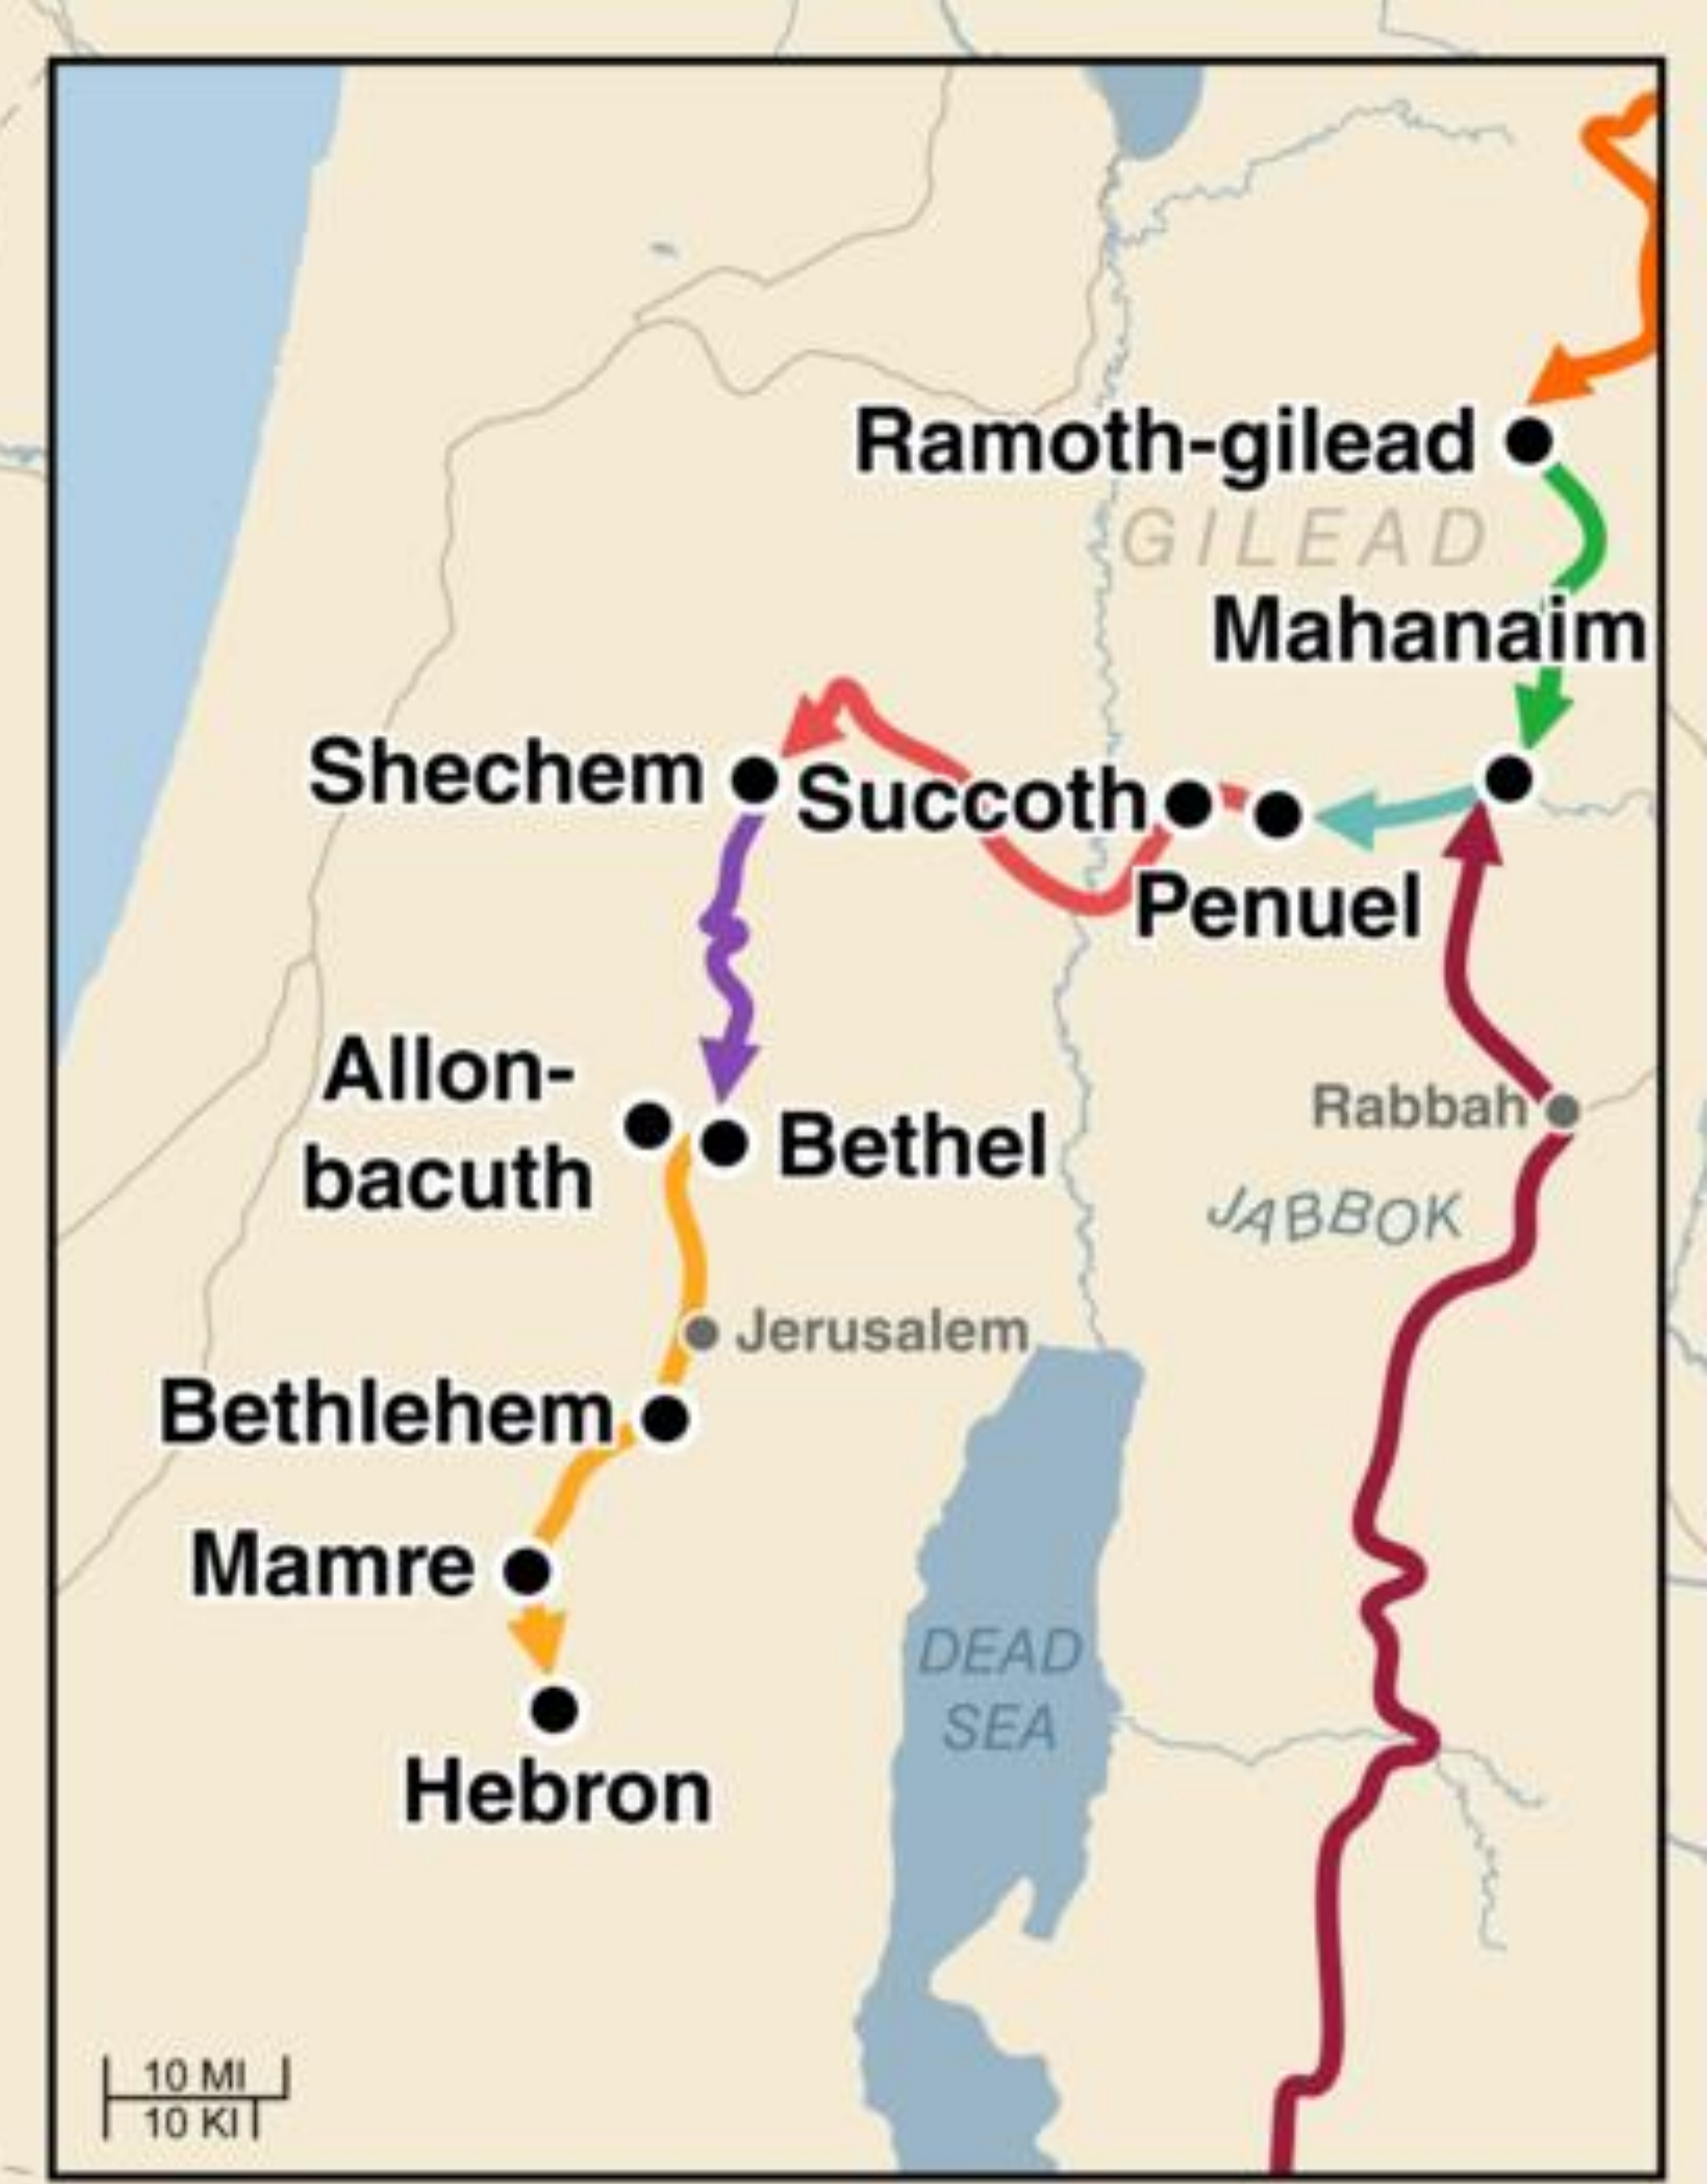 Ramoth-gilead
GILEAD
Mahanaim
Shechem
Succoth
Penuel
Allon-
bacuth
Bethel
Rabbah
JABBOK
Jerusalem
Bethlehem
Mamre
DEAD
SEA
Hebron
10 MI
10 KI